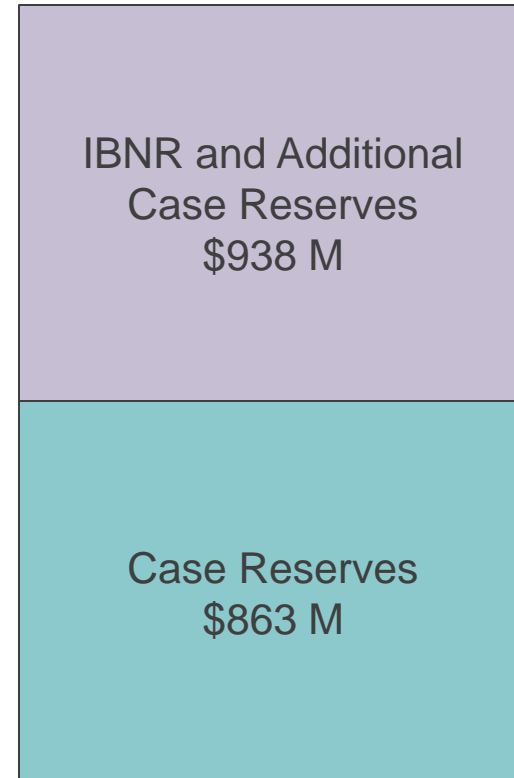 IBNR and Additional
Case Reserves
$938 M
Case Reserves
$863 M